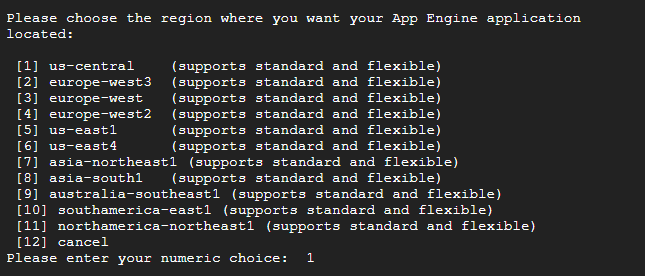 Please choose the region where you want your App Engine application
located:
[1] us-central    (supports standard and flexible)
[2] europe-west3  (supports standard and flexible)
[3] europe-west   (supports standard and flexible)
[4] europe-west2  (supports standard and flexible)
[5] us-east1      (supports standard and flexible)
[6] us-east4      (supports standard and flexible)
[7] asia-northeast1 (supports standard and flexible)
[8] asia-south1   (supports standard and flexible)
[9] australia-southeast1 (supports standard and flexible)
[10] southamerica-east1 (supports standard and flexible)
[11] northamerica-northeast1 (supports standard and flexible)
[12] cancel
Please enter your numeric choice:  1